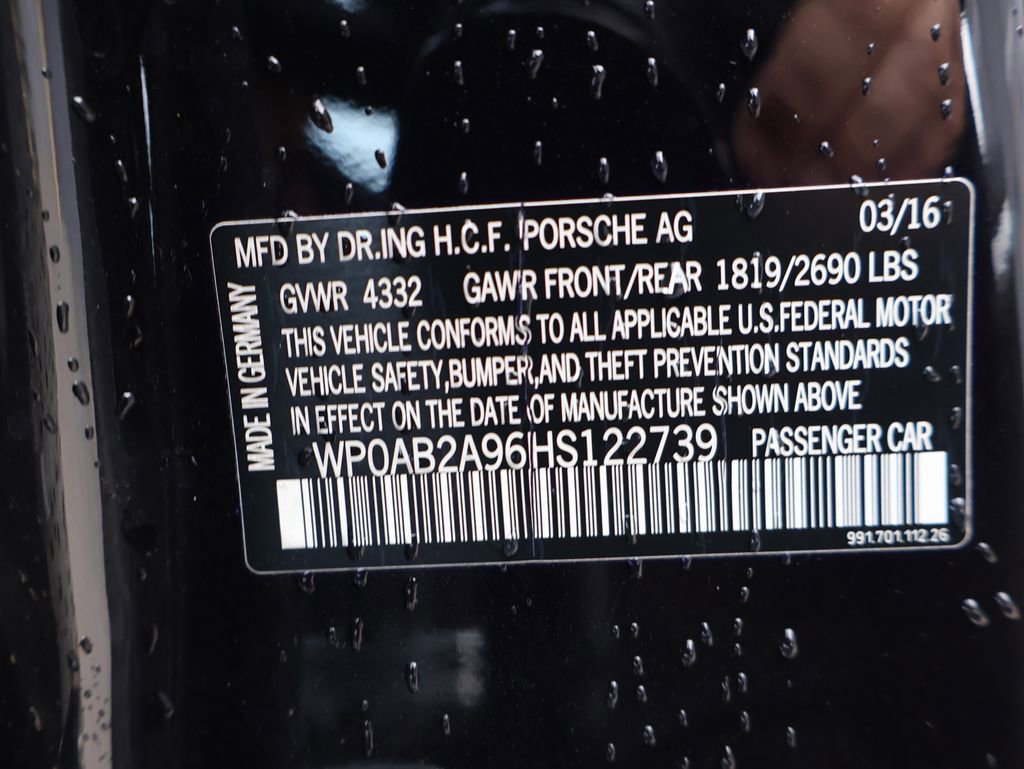 MFD BY DR.ING H.C.F. PORSCHE AG 03/16
GVWR 4332 GAWR FRONT/REAR 1819/2690 LBS
THIS VEHICLE CONFORMS TO ALL APPLICABLE U.S.FEDERAL MOTOR
VEHICLE SAFETY,BUMPER,AND THEFT PREVENTION STANDARDS
IN EFFECT ON THE DATE OF MANUFACTURE SHOWN ABOVE
WP0AB2A96HS122739 PASSENGER CAR
991.701.112.26
MADE IN GERMANY